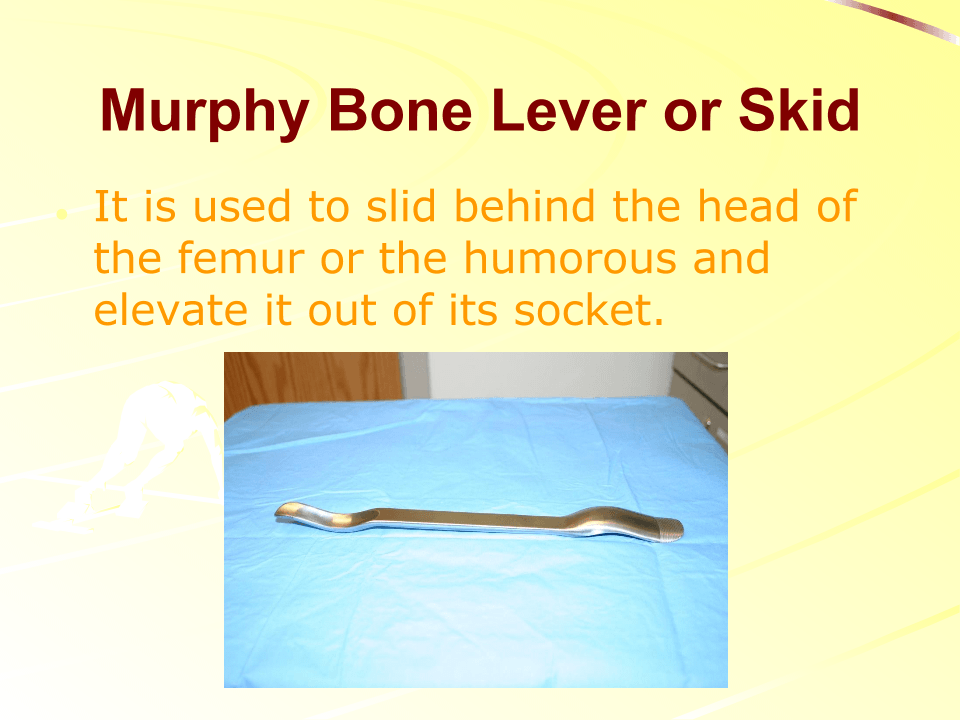 Murphy Bone Lever or Skid
• It is used to slid behind the head of
the femur or the humorous and
elevate it out of its socket.